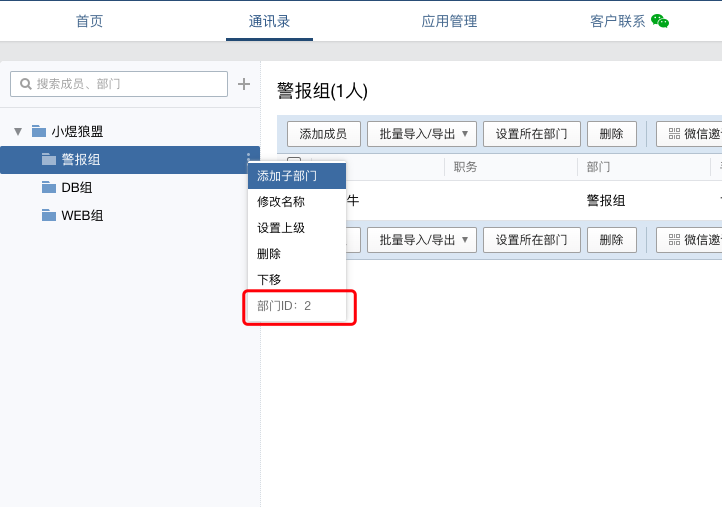 首页 通讯录 应用管理 客户联系
搜索成员、部门
小煜狼盟
警报组
DB组
WEB组
警报组(1人)
添加成员 批量导入/导出 设置所在部门 删除 微信邀
职务 部门
牛 警报组
批量导入/导出 设置所在部门 删除 微信邀
添加子部门
修改名称
设置上级
删除
下移
部门ID：2